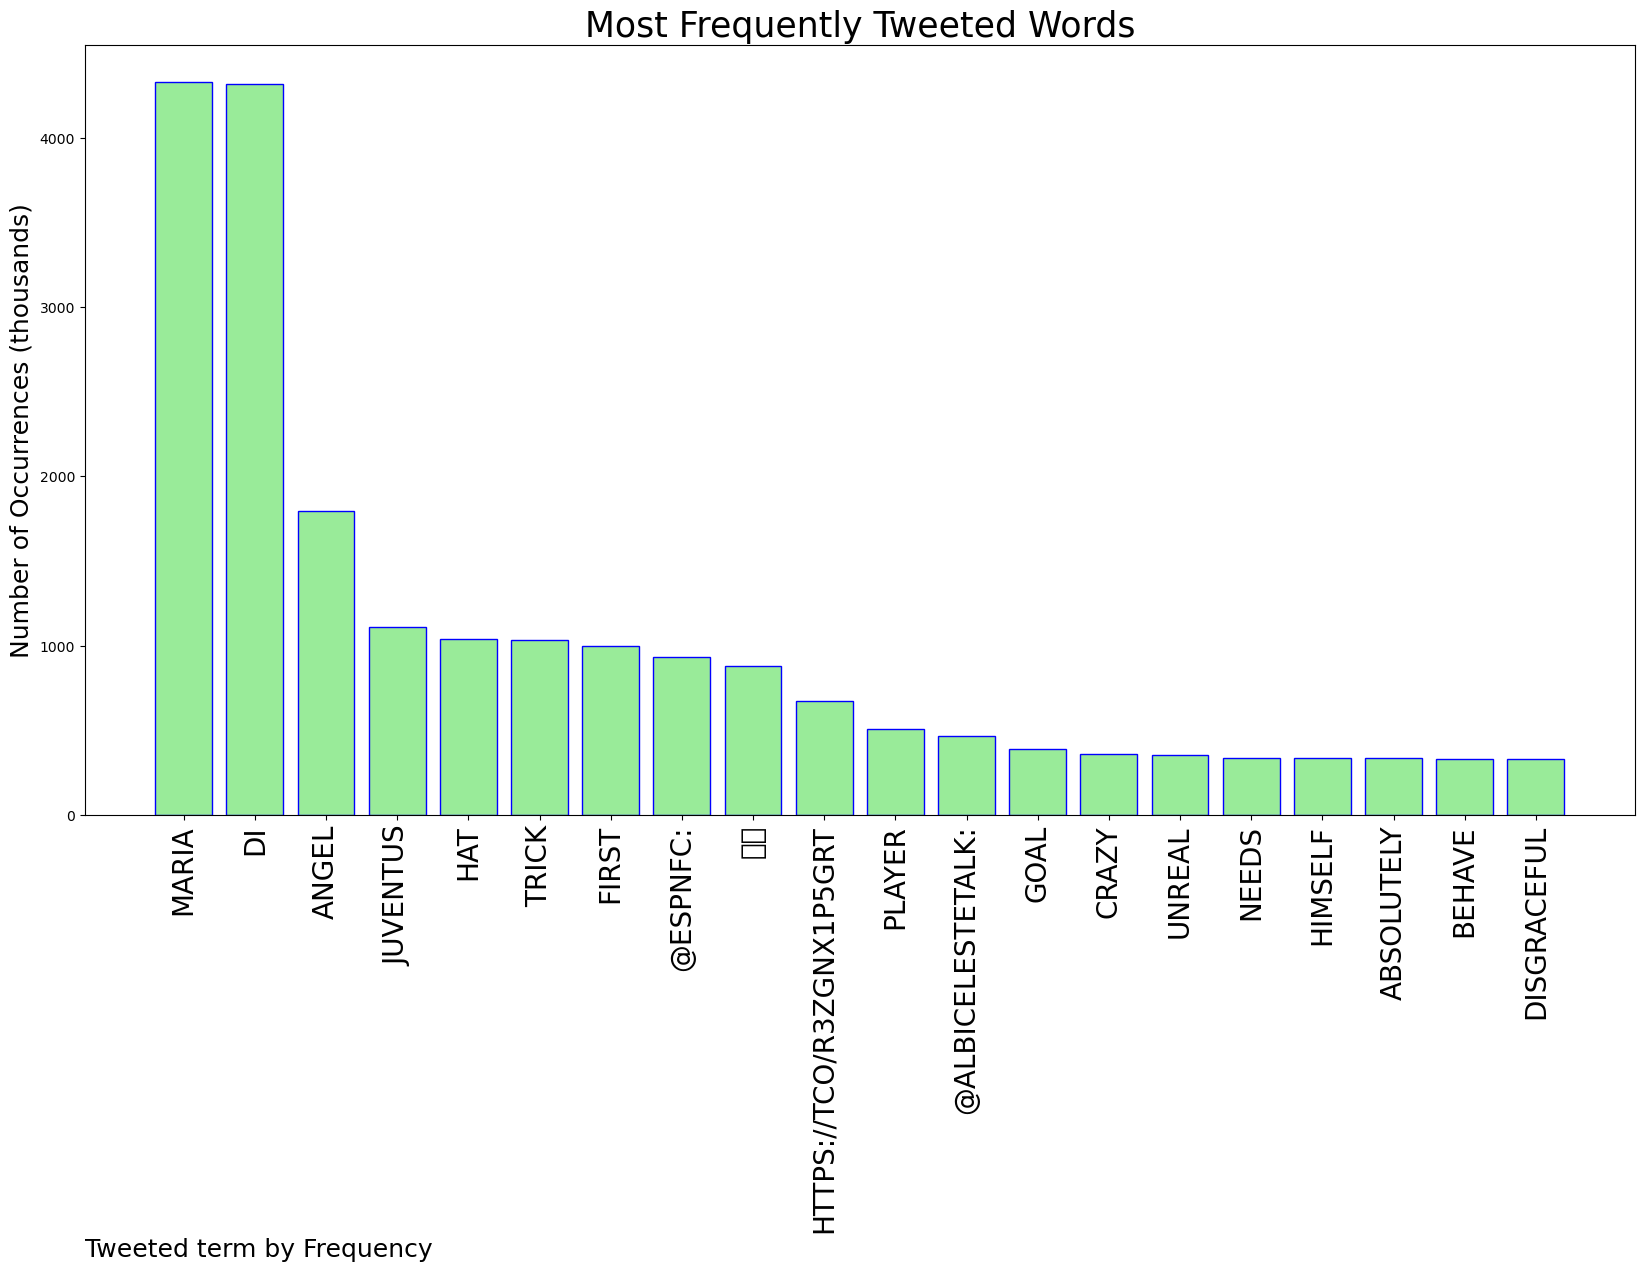 Most Frequently Tweeted Words
Number of Occurrences (thousands)
4000
3000
2000
1000
0
MARIA
DI
ANGEL
JUVENTUS
HAT
TRICK
FIRST
@ESPNFC:
▯▯
HTTPS://TCO/R3ZGNX1P5GRT
PLAYER
@ALBICELESTETALK:
GOAL
CRAZY
UNREAL
NEEDS
HIMSELF
ABSOLUTELY
BEHAVE
DISGRACEFUL
Tweeted term by Frequency